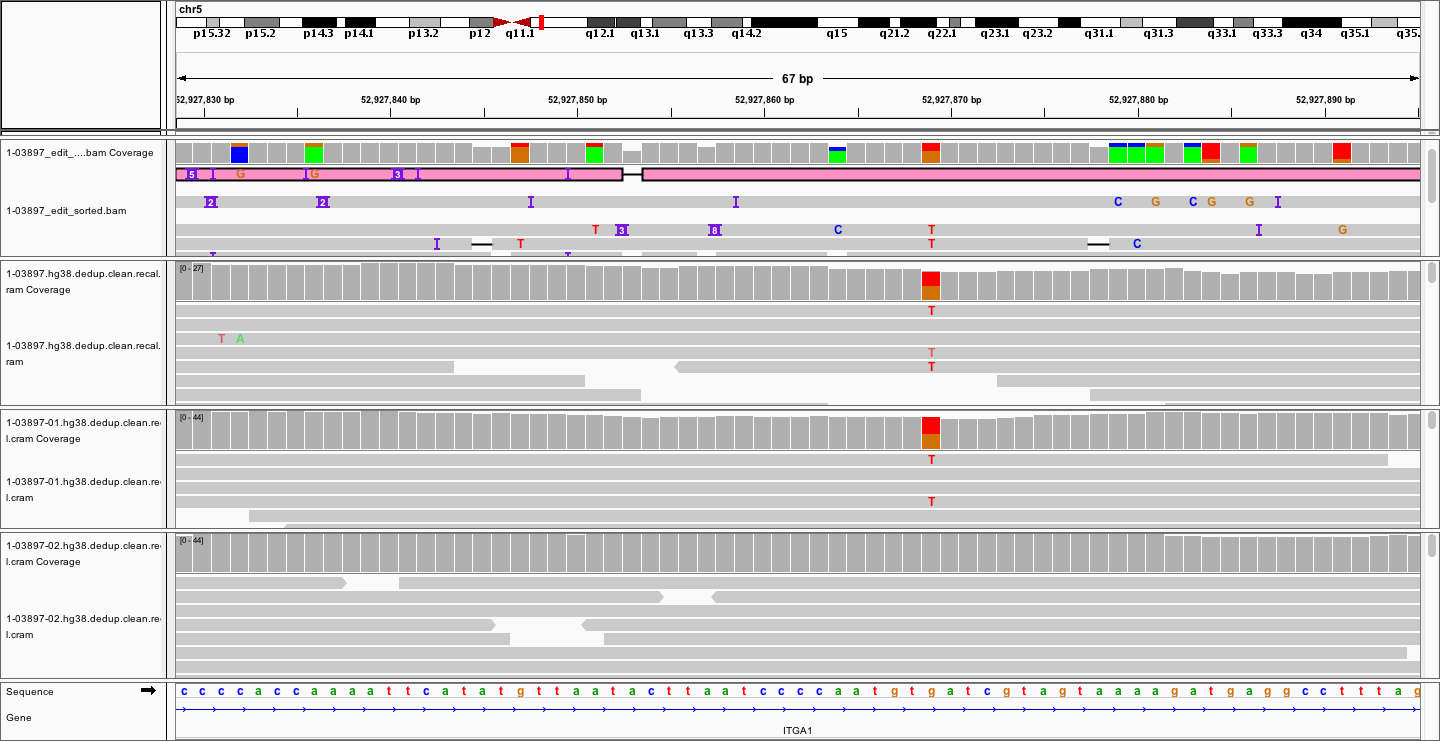 chr5
p15.32 p15.2 p14.3 p14.1 p13.2 p12 q11.1 q12.1 q13.1 q13.3 q14.2 q15 q21.2 q22.1 q23.1 q23.2 q31.1 q31.3 q33.1 q33.3 q34 q35.1 q35.
67 bp
52,927,830 bp 52,927,840 bp 52,927,850 bp 52,927,860 bp 52,927,870 bp 52,927,880 bp 52,927,890 bp
1-03897_edit_....bam Coverage
5 I G I G 3 I I
1-03897_edit_sorted.bam
2 2 I I C G C G G I
T 3 8 C T I G
I T T C
1-03897.hg38.dedup.clean.recal.
ram Coverage
[0 - 27]
T
T A
1-03897.hg38.dedup.clean.recal.
ram
T
T
1-03897-01.hg38.dedup.clean.re
l.cram Coverage
[0 - 44]
T
1-03897-01.hg38.dedup.clean.re
l.cram
T
1-03897-02.hg38.dedup.clean.re
l.cram Coverage
[0 - 44]
1-03897-02.hg38.dedup.clean.re
l.cram
Sequence
c c c c a c c a a a a t t c a t a t g t t a a t a c t t a a t c c c c a a t g t g a t c g t a g t a a a a g a t g a g g c c t t t a g
Gene
ITGA1